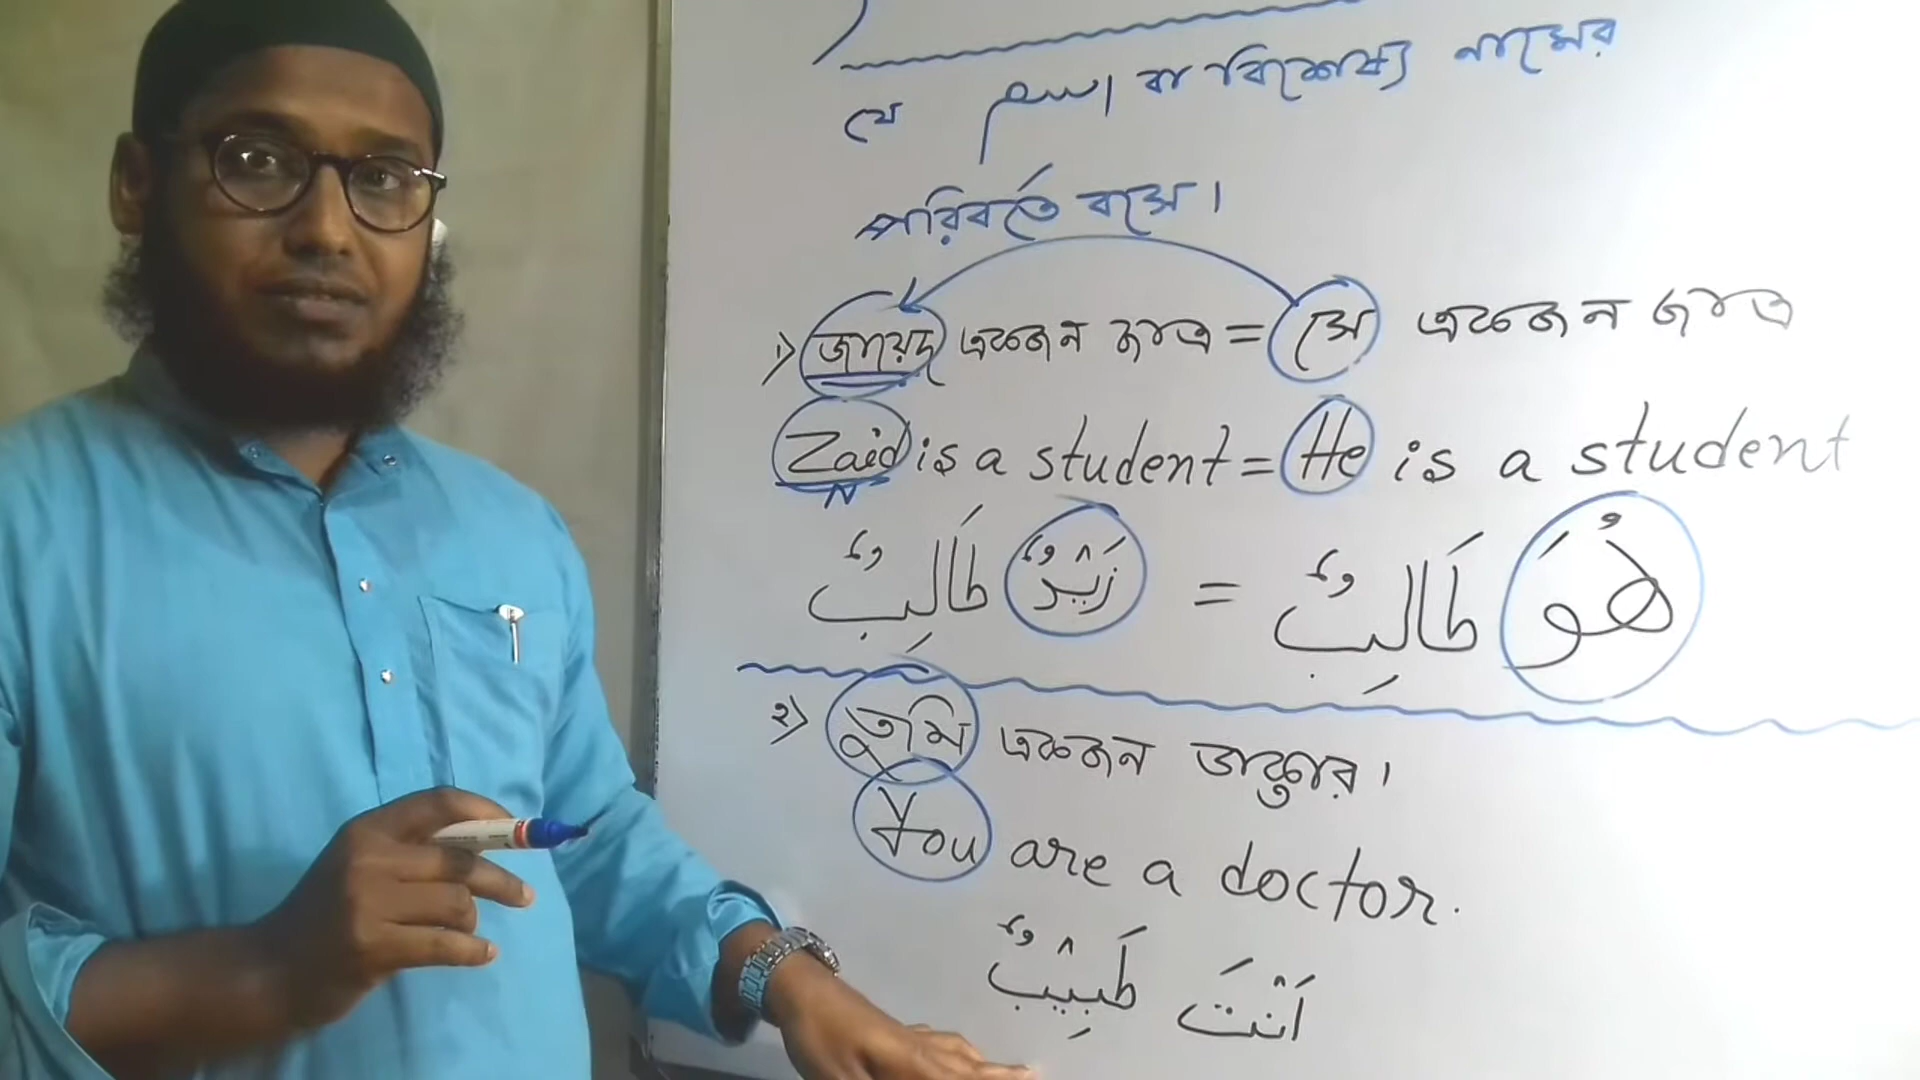 যে اسم বা বিশেষ্য নামের
পরিবর্তে বসে।
১) জায়েদ একজন ছাত্র = সে একজন ছাত্র
Zaid is a student = He is a student
N
زَيْدٌ طَالِبٌ = هُوَ طَالِبٌ
২) তুমি একজন ডাক্তার।
You are a doctor.
اَنْتَ طَبِيْبٌ